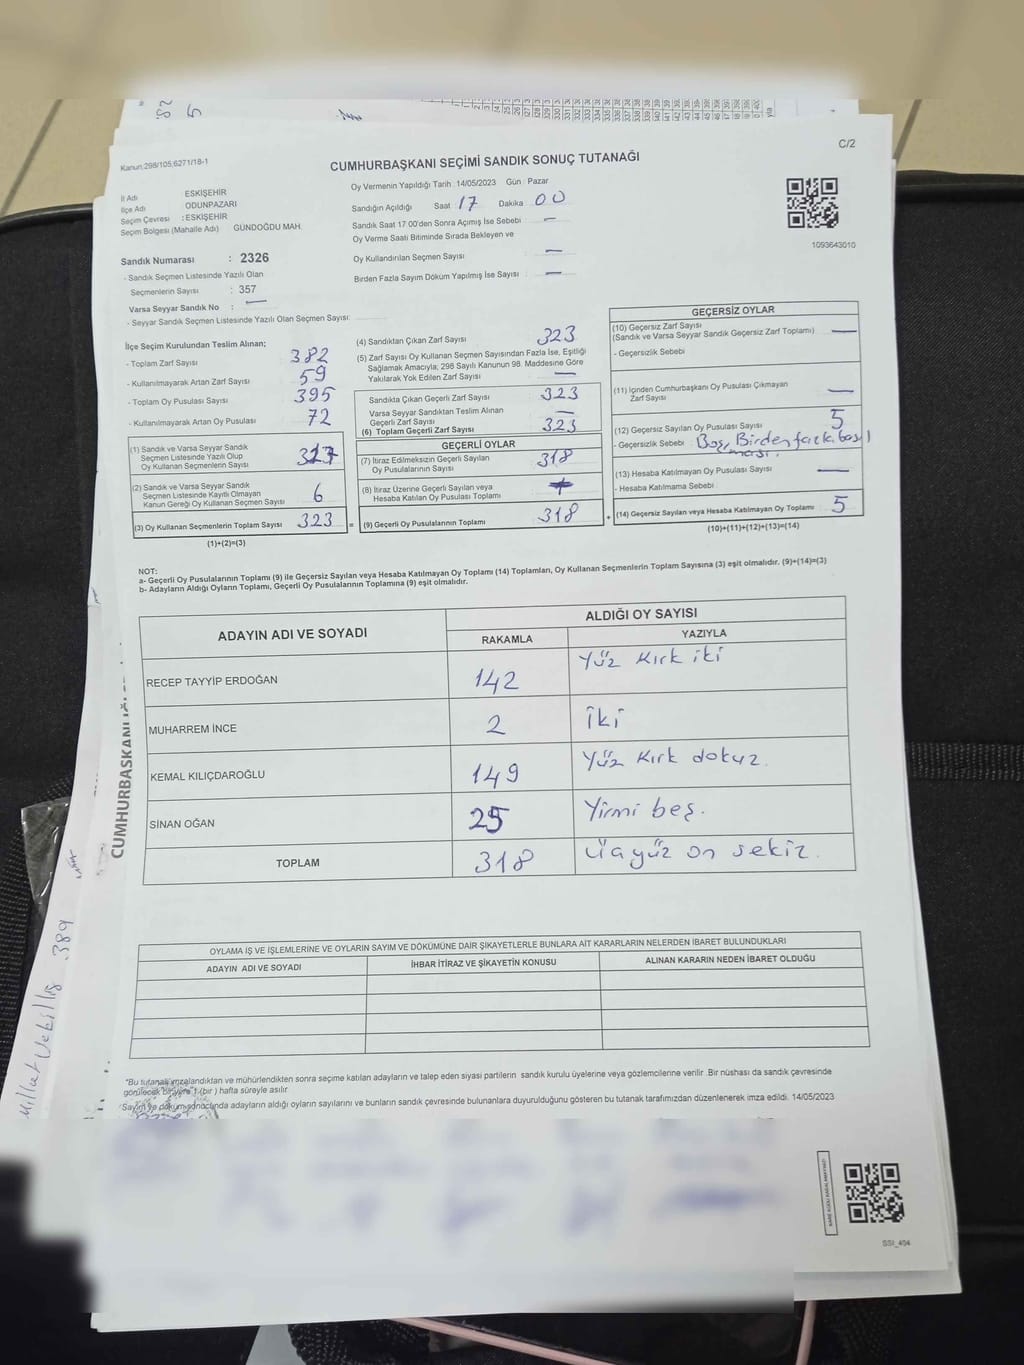 C/2
Kanun:298/105,6271/18-1
CUMHURBAŞKANI SEÇİMİ SANDIK SONUÇ TUTANAĞI
İl Adı ESKİŞEHİR
İlçe Adı ODUNPAZARI
Seçim Çevresi : ESKİŞEHİR
Seçim Bölgesi (Mahalle Adı) GÜNDOĞDU MAH.
Oy Vermenin Yapıldığı Tarih : 14/05/2023 Gün : Pazar
Sandığın Açıldığı Saat 17 Dakika 00
Sandık Saat 17 00'den Sonra Açımış İse Sebebi —
Oy Verme Saati Bitiminde Sırada Bekleyen ve
Oy Kullandırılan Seçmen Sayısı —
Birden Fazla Sayım Döküm Yapılmış İse Sayısı —
1093643010
Sandık Numarası : 2326
- Sandık Seçmen Listesinde Yazılı Olan
Seçmenlerin Sayısı : 357
Varsa Seyyar Sandık No : —
- Seyyar Sandık Seçmen Listesinde Yazılı Olan Seçmen Sayısı:
İlçe Seçim Kurulundan Teslim Alınan;
- Toplam Zarf Sayısı 382
- Kullanılmayarak Artan Zarf Sayısı 59
- Toplam Oy Pusulası Sayısı 395
- Kullanılmayarak Artan Oy Pusulası 72
(1) Sandık ve Varsa Seyyar Sandık
Seçmen Listesinde Yazılı Olup
Oy Kullanan Seçmenlerin Sayısı 317
(2) Sandık ve Varsa Seyyar Sandık
Seçmen Listesinde Kayıtlı Olmayan
Kanun Gereği Oy Kullanan Seçmen Sayısı 6
(3) Oy Kullanan Seçmenlerin Toplam Sayısı 323 =
(1)+(2)=(3)
(4) Sandıktan Çıkan Zarf Sayısı 323
(5) Zarf Sayısı Oy Kullanan Seçmen Sayısından Fazla İse, Eşitliği
Sağlamak Amacıyla; 298 Sayılı Kanunun 98. Maddesine Göre
Yakılarak Yok Edilen Zarf Sayısı —
Sandıkta Çıkan Geçerli Zarf Sayısı 323
Varsa Seyyar Sandıktan Teslim Alınan
Geçerli Zarf Sayısı —
(6) Toplam Geçerli Zarf Sayısı 323
GEÇERLİ OYLAR
(7) İtiraz Edilmeksizin Geçerli Sayılan
Oy Pusulalarının Sayısı 318
(8) İtiraz Üzerine Geçerli Sayılan veya
Hesaba Katılan Oy Pusulası Toplamı
(9) Geçerli Oy Pusulalarının Toplamı 318 +
GEÇERSİZ OYLAR
(10) Geçersiz Zarf Sayısı
(Sandık ve Varsa Seyyar Sandık Geçersiz Zarf Toplamı) —
- Geçersizlik Sebebi
(11) İçinden Cumhurbaşkanı Oy Pusulası Çıkmayan
Zarf Sayısı —
(12) Geçersiz Sayılan Oy Pusulası Sayısı 5
- Geçersizlik Sebebi Boş, Birden fazla basıl
ması.
(13) Hesaba Katılmayan Oy Pusulası Sayısı —
- Hesaba Katılmama Sebebi
(14) Geçersiz Sayılan veya Hesaba Katılmayan Oy Toplamı 5
(10)+(11)+(12)+(13)=(14)
NOT:
a- Geçerli Oy Pusulalarının Toplamı (9) ile Geçersiz Sayılan veya Hesaba Katılmayan Oy Toplamı (14) Toplamları, Oy Kullanan Seçmenlerin Toplam Sayısına (3) eşit olmalıdır. (9)+(14)=(3)
b- Adayların Aldığı Oyların Toplamı, Geçerli Oy Pusulalarının Toplamına (9) eşit olmalıdır.
ADAYIN ADI VE SOYADI ALDIĞI OY SAYISI
RAKAMLA YAZIYLA
RECEP TAYYİP ERDOĞAN 142 Yüz Kırk iki
MUHARREM İNCE 2 iki
KEMAL KILIÇDAROĞLU 149 Yüz Kırk dokuz.
SİNAN OĞAN 25 Yirmi beş.
TOPLAM 318 Üçyüz on sekiz.
OYLAMA İŞ VE İŞLEMLERİNE VE OYLARIN SAYIM VE DÖKÜMÜNE DAİR ŞİKAYETLERLE BUNLARA AİT KARARLARIN NELERDEN İBARET BULUNDUKLARI
ADAYIN ADI VE SOYADI İHBAR İTİRAZ VE ŞİKAYETİN KONUSU ALINAN KARARIN NEDEN İBARET OLDUĞU
*Bu tutanak imzalandıktan ve mühürlendikten sonra seçime katılan adayların ve talep eden siyasi partilerin sandık kurulu üyelerine veya gözlemcilerine verilir .Bir nüshası da sandık çevresinde
görülecek bir yere 1 (bir ) hafta süreyle asılır.
*Sayım ve döküm sonucunda adayların aldığı oyların sayılarını ve bunların sandık çevresinde bulunanlara duyurulduğunu gösteren bu tutanak tarafımızdan düzenlenerek imza edildi. 14/05/2023
SSI_404
CUMHURBAŞKANI
Millet Vekilliği 389